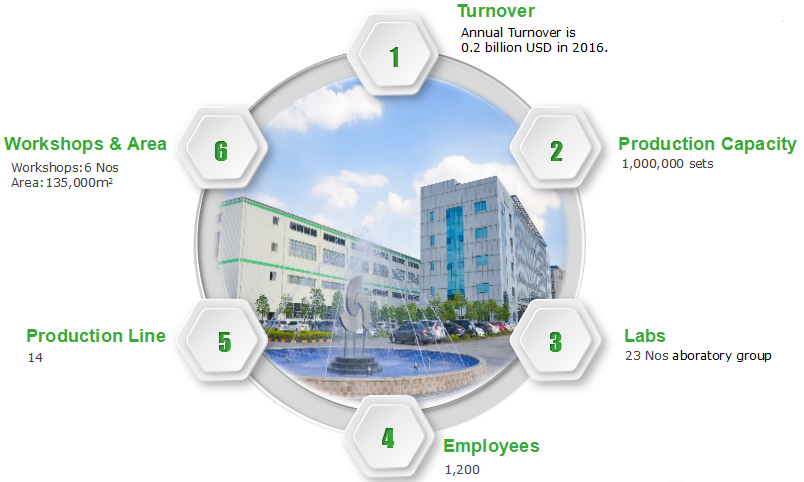 1
Turnover
Annual Turnover is
0.2 billion USD in 2016.
2
Production Capacity
1,000,000 sets
3
Labs
23 Nos aboratory group
4
Employees
1,200
5
Production Line
14
6
Workshops & Area
Workshops:6 Nos
Area:135,000m²